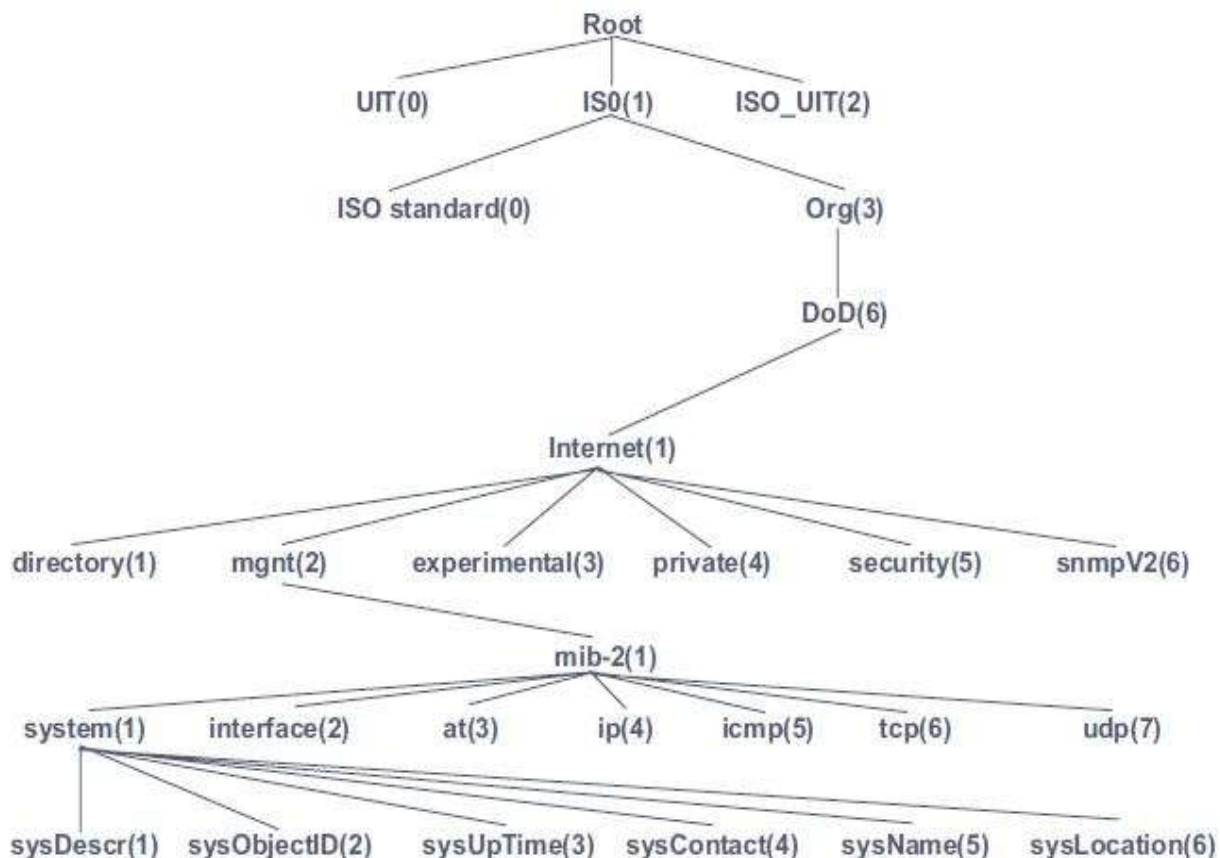 Root
UIT(0) IS0(1) ISO_UIT(2)
ISO standard(0) Org(3)
DoD(6)
Internet(1)
directory(1) mgnt(2) experimental(3) private(4) security(5) snmpV2(6)
mib-2(1)
system(1) interface(2) at(3) ip(4) icmp(5) tcp(6) udp(7)
sysDescr(1) sysObjectID(2) sysUpTime(3) sysContact(4) sysName(5) sysLocation(6)